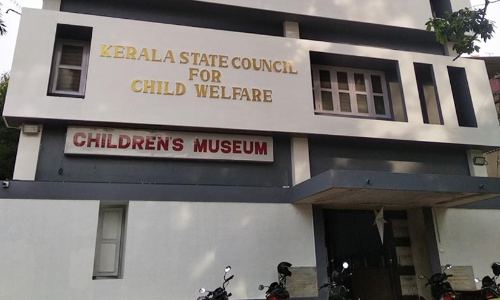 KERALA STATE COUNCIL
FOR
CHILD WELFARE
CHILDREN'S MUSEUM